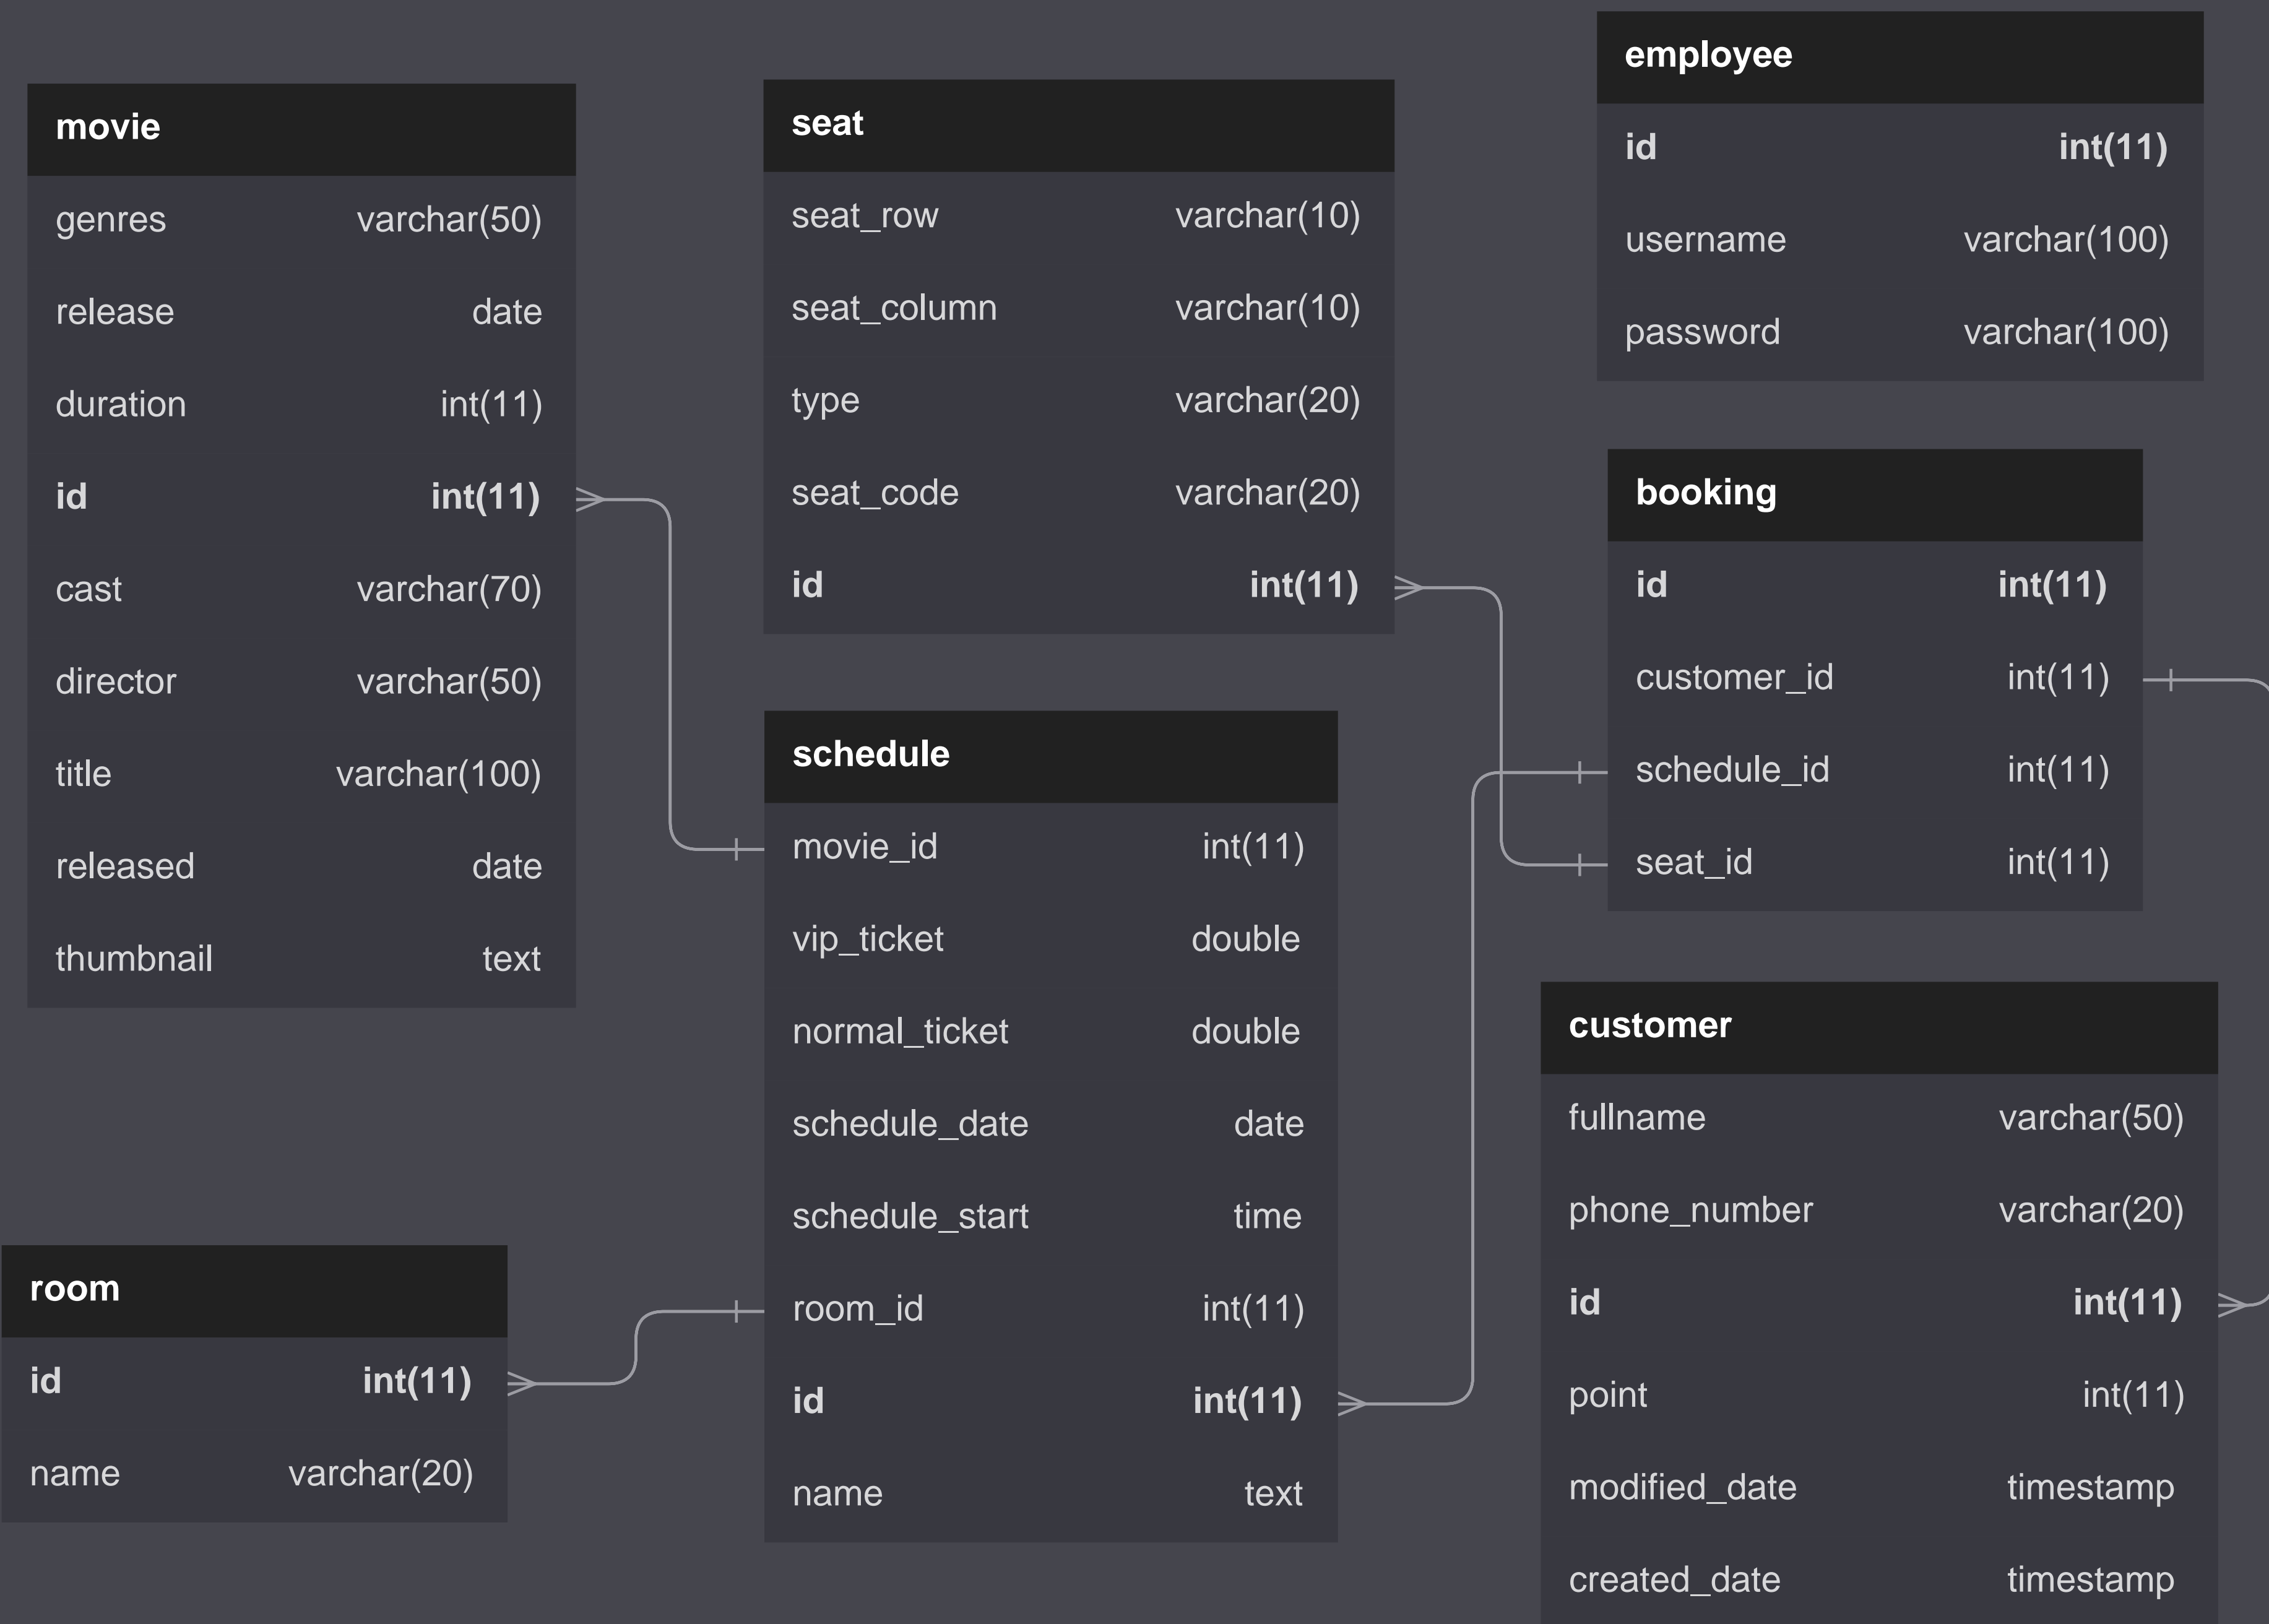 movie
genres varchar(50)
release date
duration int(11)
id int(11)
cast varchar(70)
director varchar(50)
title varchar(100)
released date
thumbnail text
room
id int(11)
name varchar(20)
seat
seat_row varchar(10)
seat_column varchar(10)
type varchar(20)
seat_code varchar(20)
id int(11)
schedule
movie_id int(11)
vip_ticket double
normal_ticket double
schedule_date date
schedule_start time
room_id int(11)
id int(11)
name text
employee
id int(11)
username varchar(100)
password varchar(100)
booking
id int(11)
customer_id int(11)
schedule_id int(11)
seat_id int(11)
customer
fullname varchar(50)
phone_number varchar(20)
id int(11)
point int(11)
modified_date timestamp
created_date timestamp